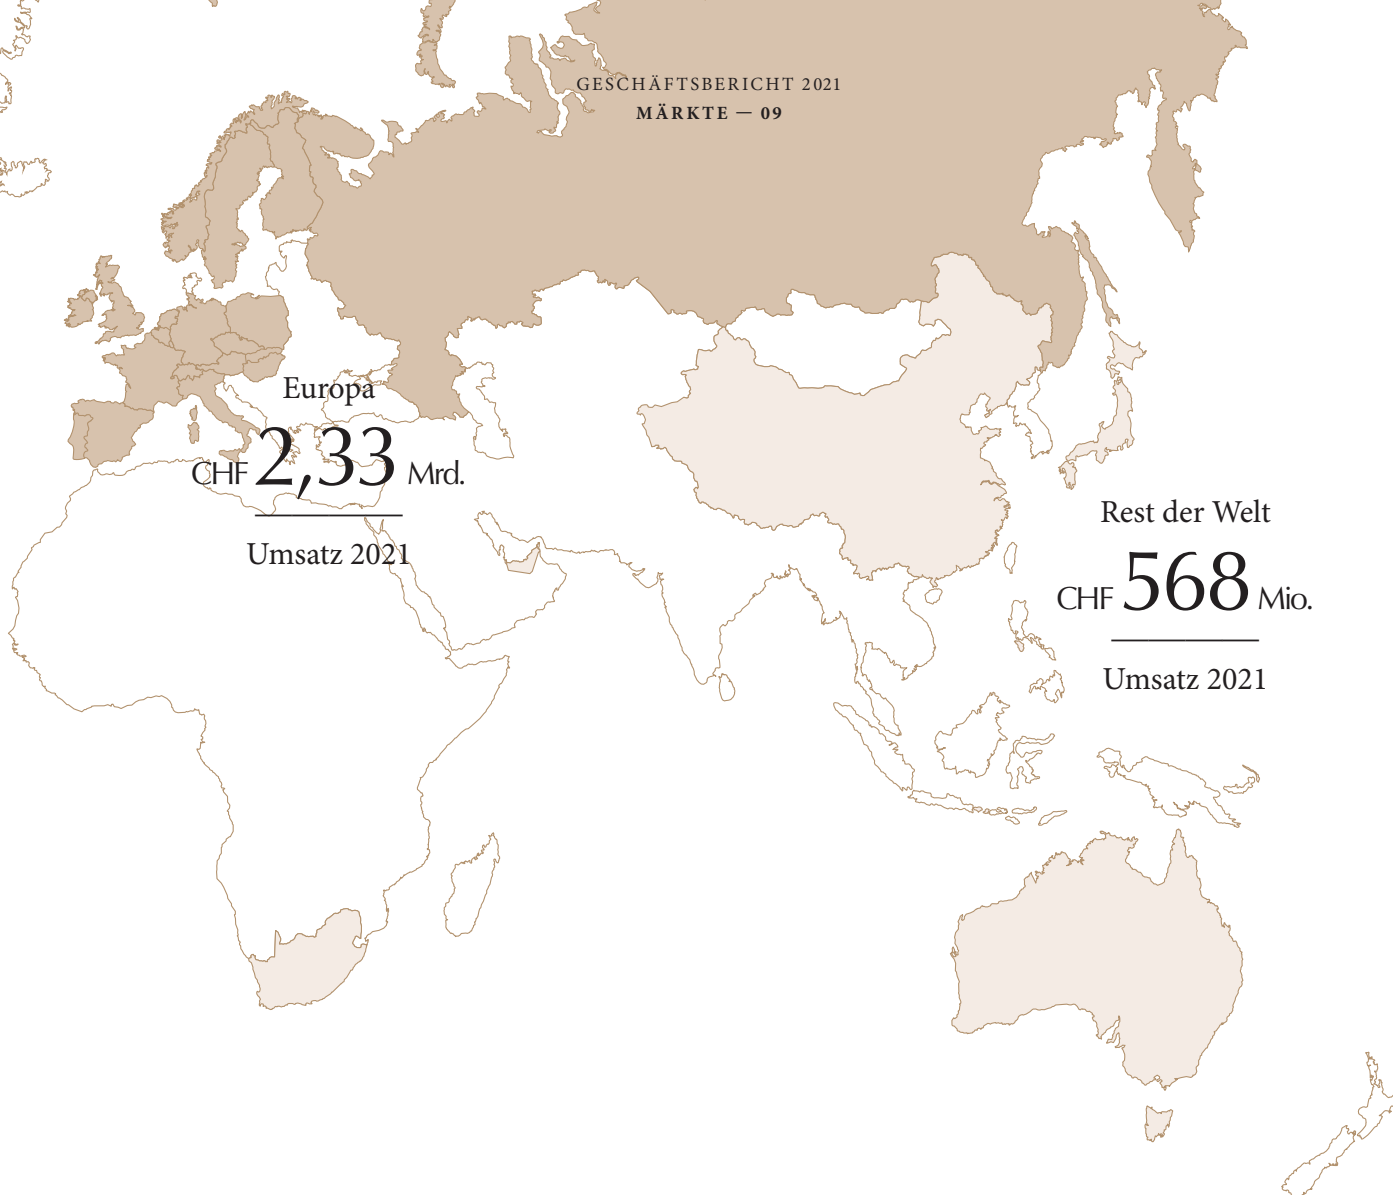 GESCHÄFTSBERICHT 2021
MÄRKTE — 09
Europa
CHF 2,33 Mrd.
Umsatz 2021
Rest der Welt
CHF 568 Mio.
Umsatz 2021